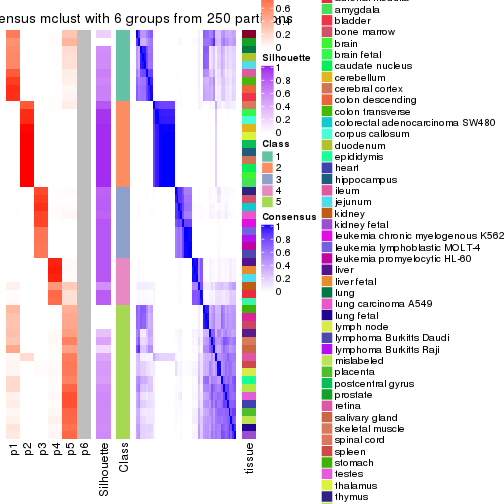 ensus mclust with 6 groups from 250 part
0.6
0.4
0.2
0
Silhouette
1
0.8
0.6
0.4
0.2
0
Class
1
2
3
4
5
Consensus
1
0.8
0.6
0.4
0.2
0
amygdala
bladder
bone marrow
brain
brain fetal
caudate nucleus
cerebellum
cerebral cortex
colon descending
colon transverse
colorectal adenocarcinoma SW480
corpus callosum
duodenum
epididymis
heart
hippocampus
ileum
jejunum
kidney
kidney fetal
leukemia chronic myelogenous K562
leukemia lymphoblastic MOLT-4
leukemia promyelocytic HL-60
liver
liver fetal
lung
lung carcinoma A549
lung fetal
lymph node
lymphoma Burkitts Daudi
lymphoma Burkitts Raji
mislabeled
placenta
postcentral gyrus
prostate
retina
salivary gland
skeletal muscle
spinal cord
spleen
stomach
testes
thalamus
thymus
p1
p2
p3
p4
p5
p6
Silhouette
Class
tissue